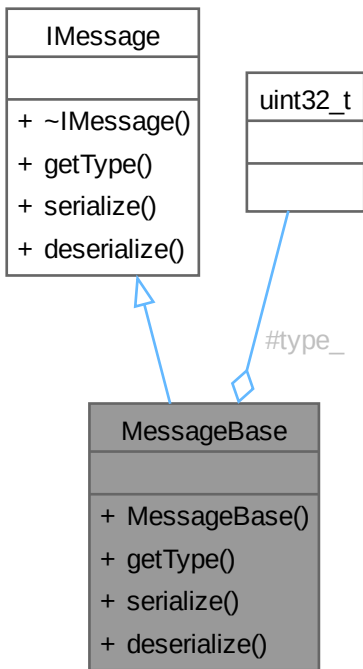 IMessage
+ ~IMessage()
+ getType()
+ serialize()
+ deserialize()
uint32_t
#type_
MessageBase
+ MessageBase()
+ getType()
+ serialize()
+ deserialize()